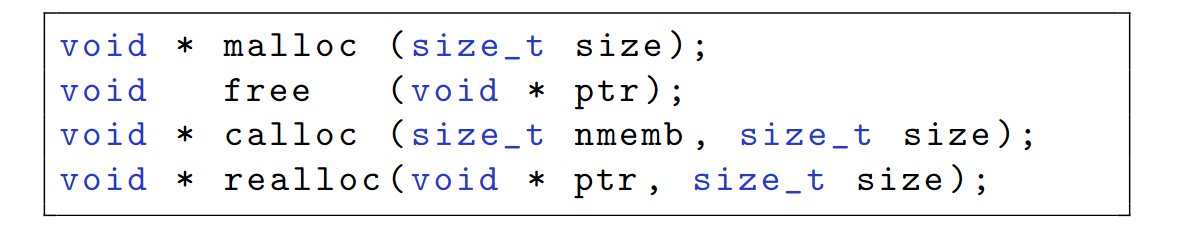 void * malloc (size_t size);
void   free   (void * ptr);
void * calloc (size_t nmemb, size_t size);
void * realloc(void * ptr, size_t size);